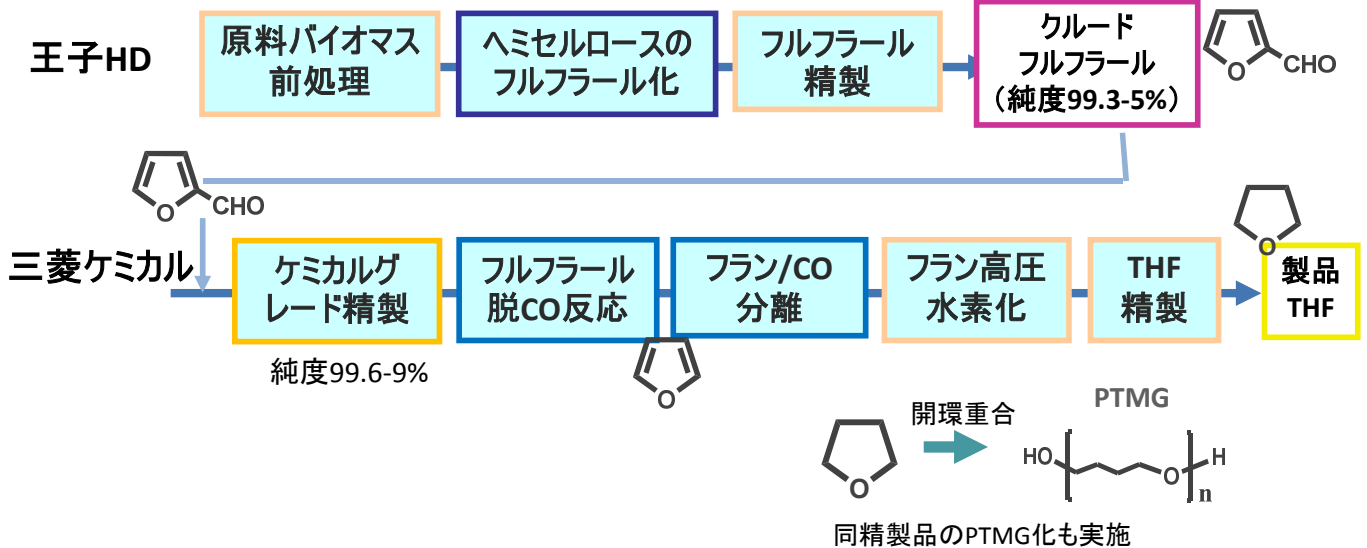 王子HD
原料バイオマス
前処理
ヘミセルロースの
フルフラール化
フルフラール
精製
クルード
フルフラール
（純度99.3-5%）
O
CHO
O
CHO
三菱ケミカル
ケミカルグ
レード精製
純度99.6-9%
フルフラール
脱CO反応
O
フラン/CO
分離
フラン高圧
水素化
THF
精製
O
製品
THF
O
開環重合
PTMG
HO
O
H
n
同精製品のPTMG化も実施